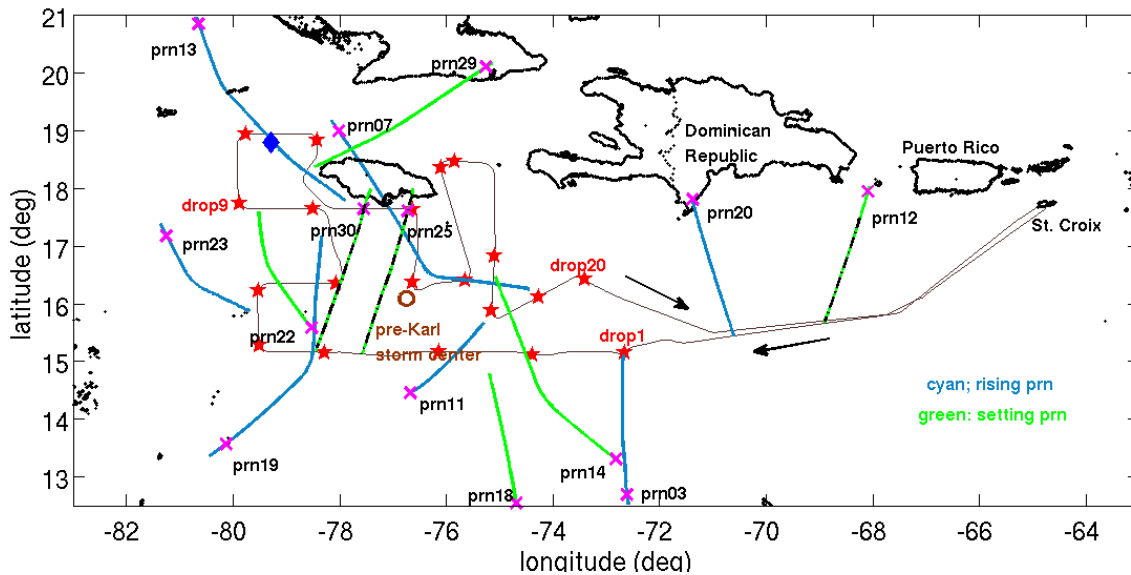 21
20
19
18
17
16
15
14
13
latitude (deg)
prn13
prn29
prn07
Dominican
Republic
Puerto Rico
drop9
prn30
prn25
prn20
prn12
St. Croix
prn23
drop20
pre-Karl
storm center
prn22
drop1
prn11
cyan; rising prn
green: setting prn
prn19
prn14
prn18
prn03
-82
-80
-78
-76
-74
-72
-70
-68
-66
-64
longitude (deg)